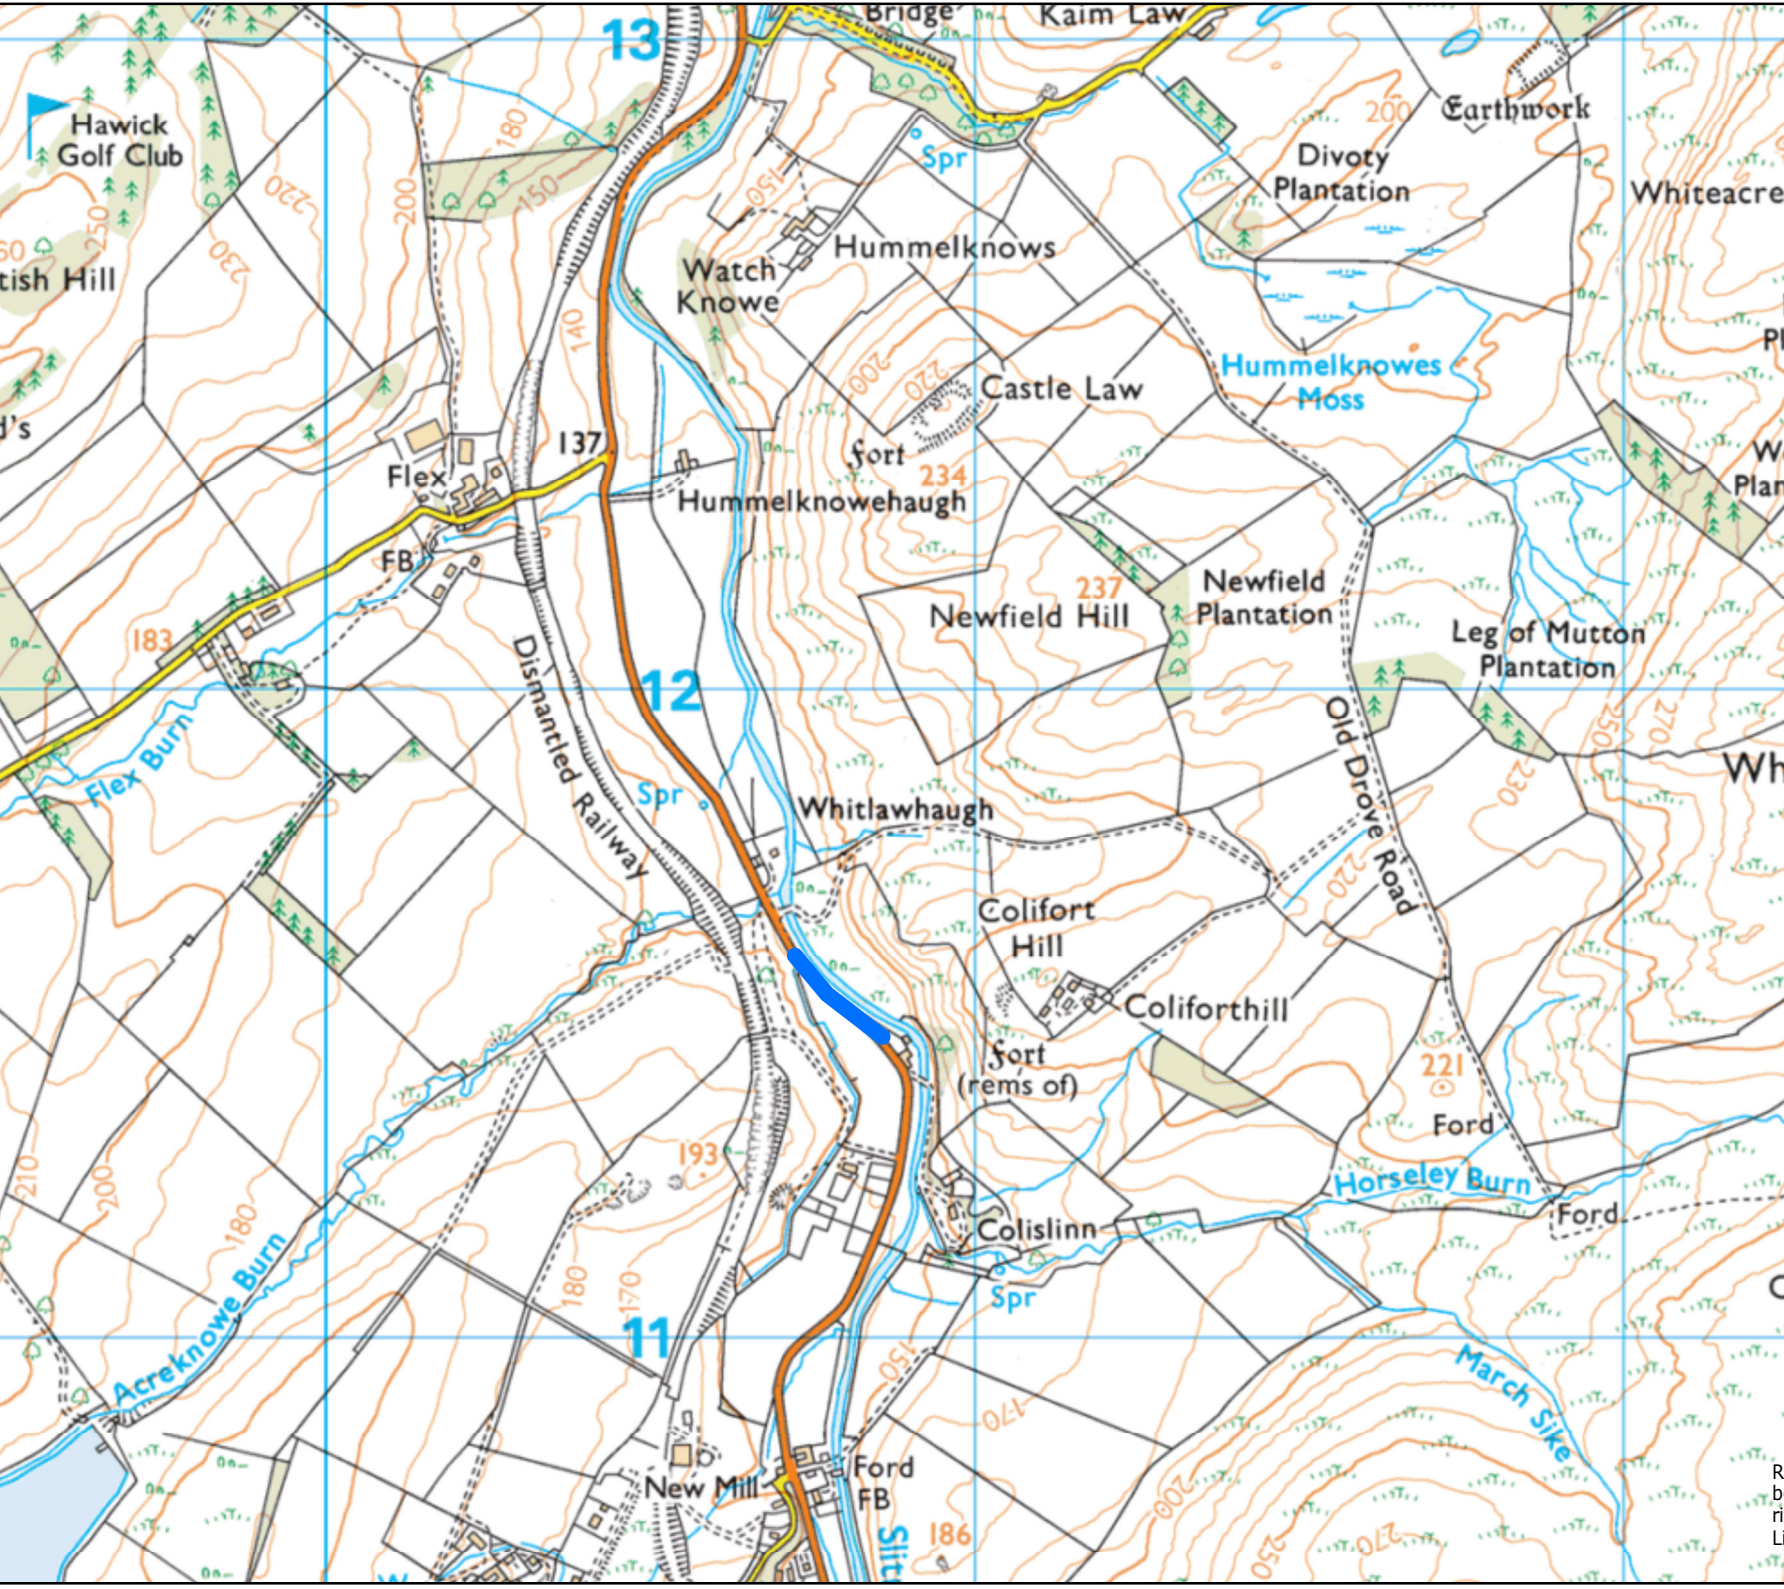 Bridge
Kaim Law
13
Hawick
Golf Club
180
200
Earthwork
Spr
Divoty
Plantation
220
200
150
150
Whiteacre
250
60
230
tish Hill
Hummelknows
Watch
Knowe
140
Hummelknowes
Moss
200
220
Castle Law
d's
137
Fort
234
Flex
Hummelknowehaugh
FB
237
Newfield
Plantation
Newfield Hill
183
Leg of Mutton
Plantation
12
Dismantled Railway
Old Drove Road
250
270
Flex Burn
230
Spr
Whitlawhaugh
220
Colifort
Hill
Coliforthill
Fort
(rems of)
221
Ford
193
210
200
180
Horseley Burn
Ford
Colislinn
Spr
Acreknowe Burn
180
170
11
150
March Sike
170
New Mill
Ford
FB
200
186
250
270